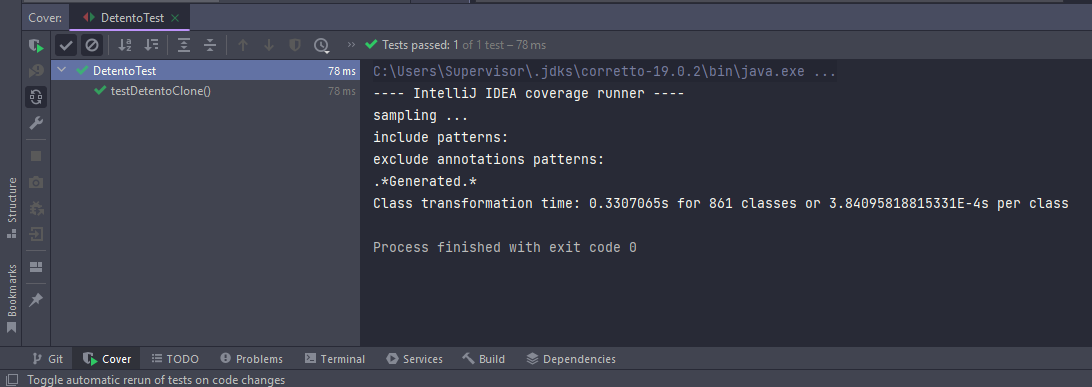 Cover:
DetentoTest
Tests passed: 1 of 1 test – 78 ms
DetentoTest 78 ms
testDetentoClone() 78 ms
C:\Users\Supervisor\.jdks\corretto-19.0.2\bin\java.exe ...
---- IntelliJ IDEA coverage runner ----
sampling ...
include patterns:
exclude annotations patterns:
.*Generated.*
Class transformation time: 0.3307065s for 861 classes or 3.84095818815331E-4s per class
Process finished with exit code 0
Structure
Bookmarks
Git Cover TODO Problems Terminal Services Build Dependencies
Toggle automatic rerun of tests on code changes